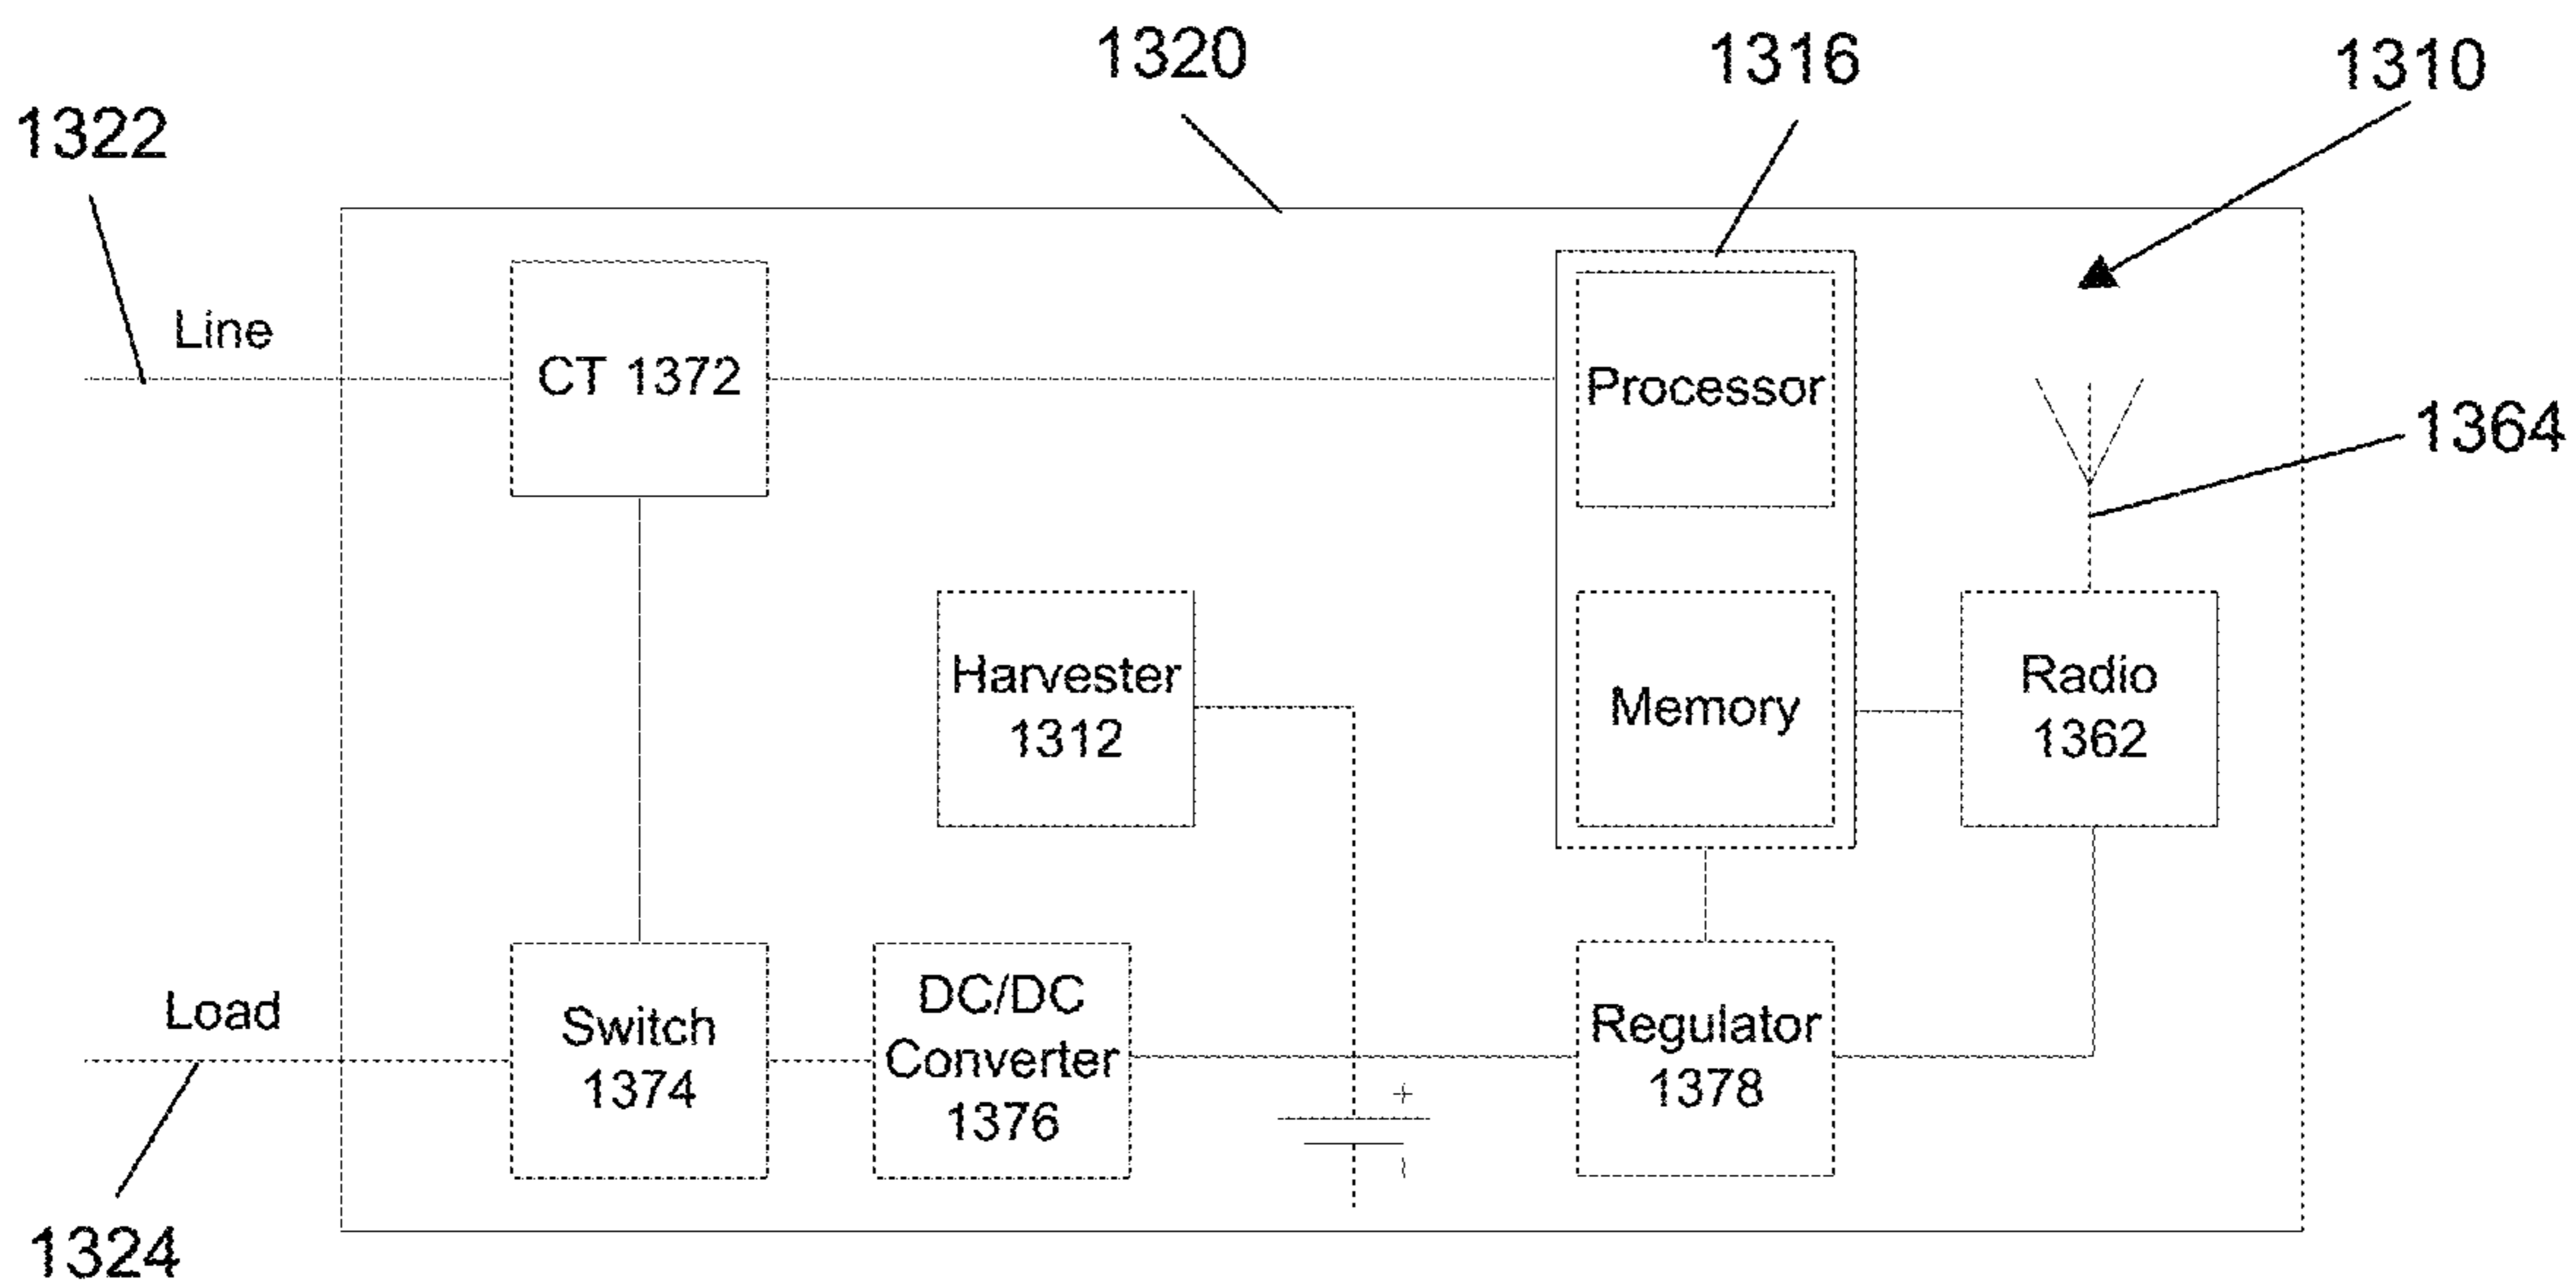 1320
1316
1310
1322
Line
CT 1372
Processor
1364
Harvester
1312
Memory
Radio
1362
Load
Switch
1374
DC/DC
Converter
1376
+
Regulator
1378
1324